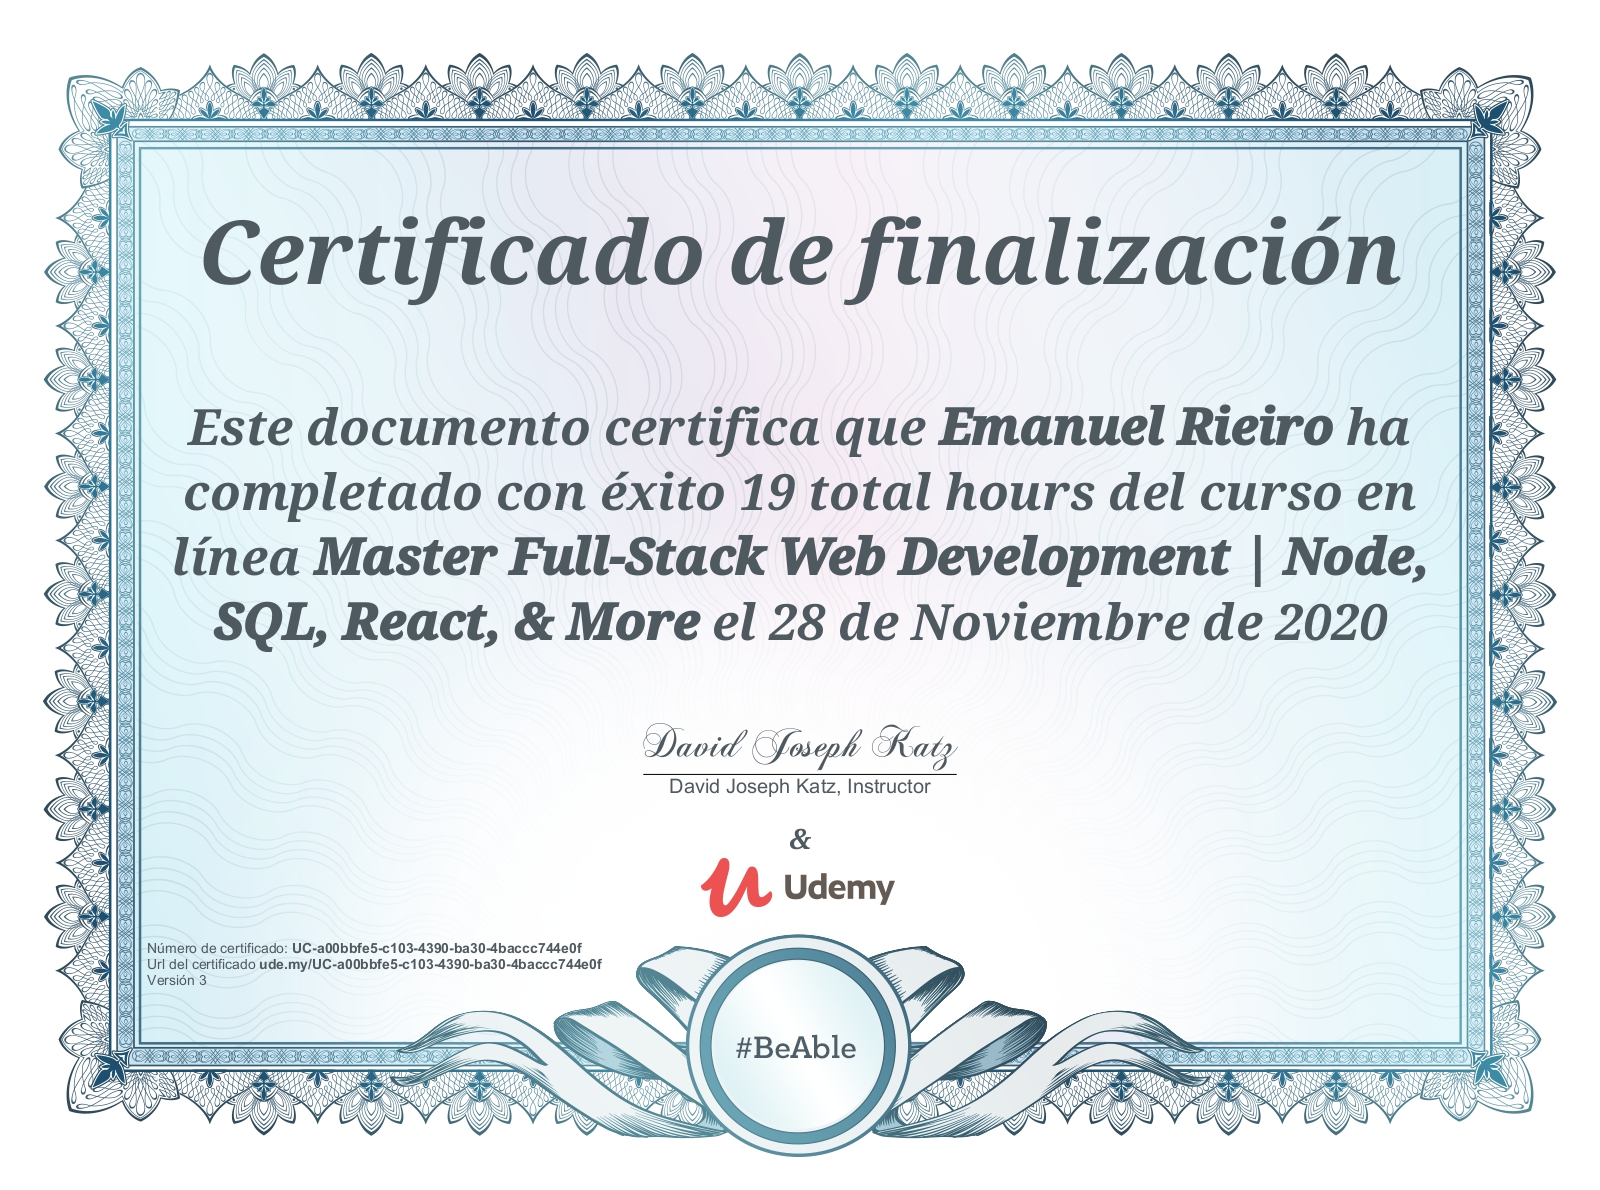 Certificado de finalización
Este documento certifica que Emanuel Rieiro ha
completado con éxito 19 total hours del curso en
línea Master Full-Stack Web Development | Node,
SQL, React, & More el 28 de Noviembre de 2020
David Joseph Katz
David Joseph Katz, Instructor
&
Udemy
Número de certificado: UC-a00bbfe5-c103-4390-ba30-4baccc744e0f
Url del certificado ude.my/UC-a00bbfe5-c103-4390-ba30-4baccc744e0f
Versión 3
#BeAble